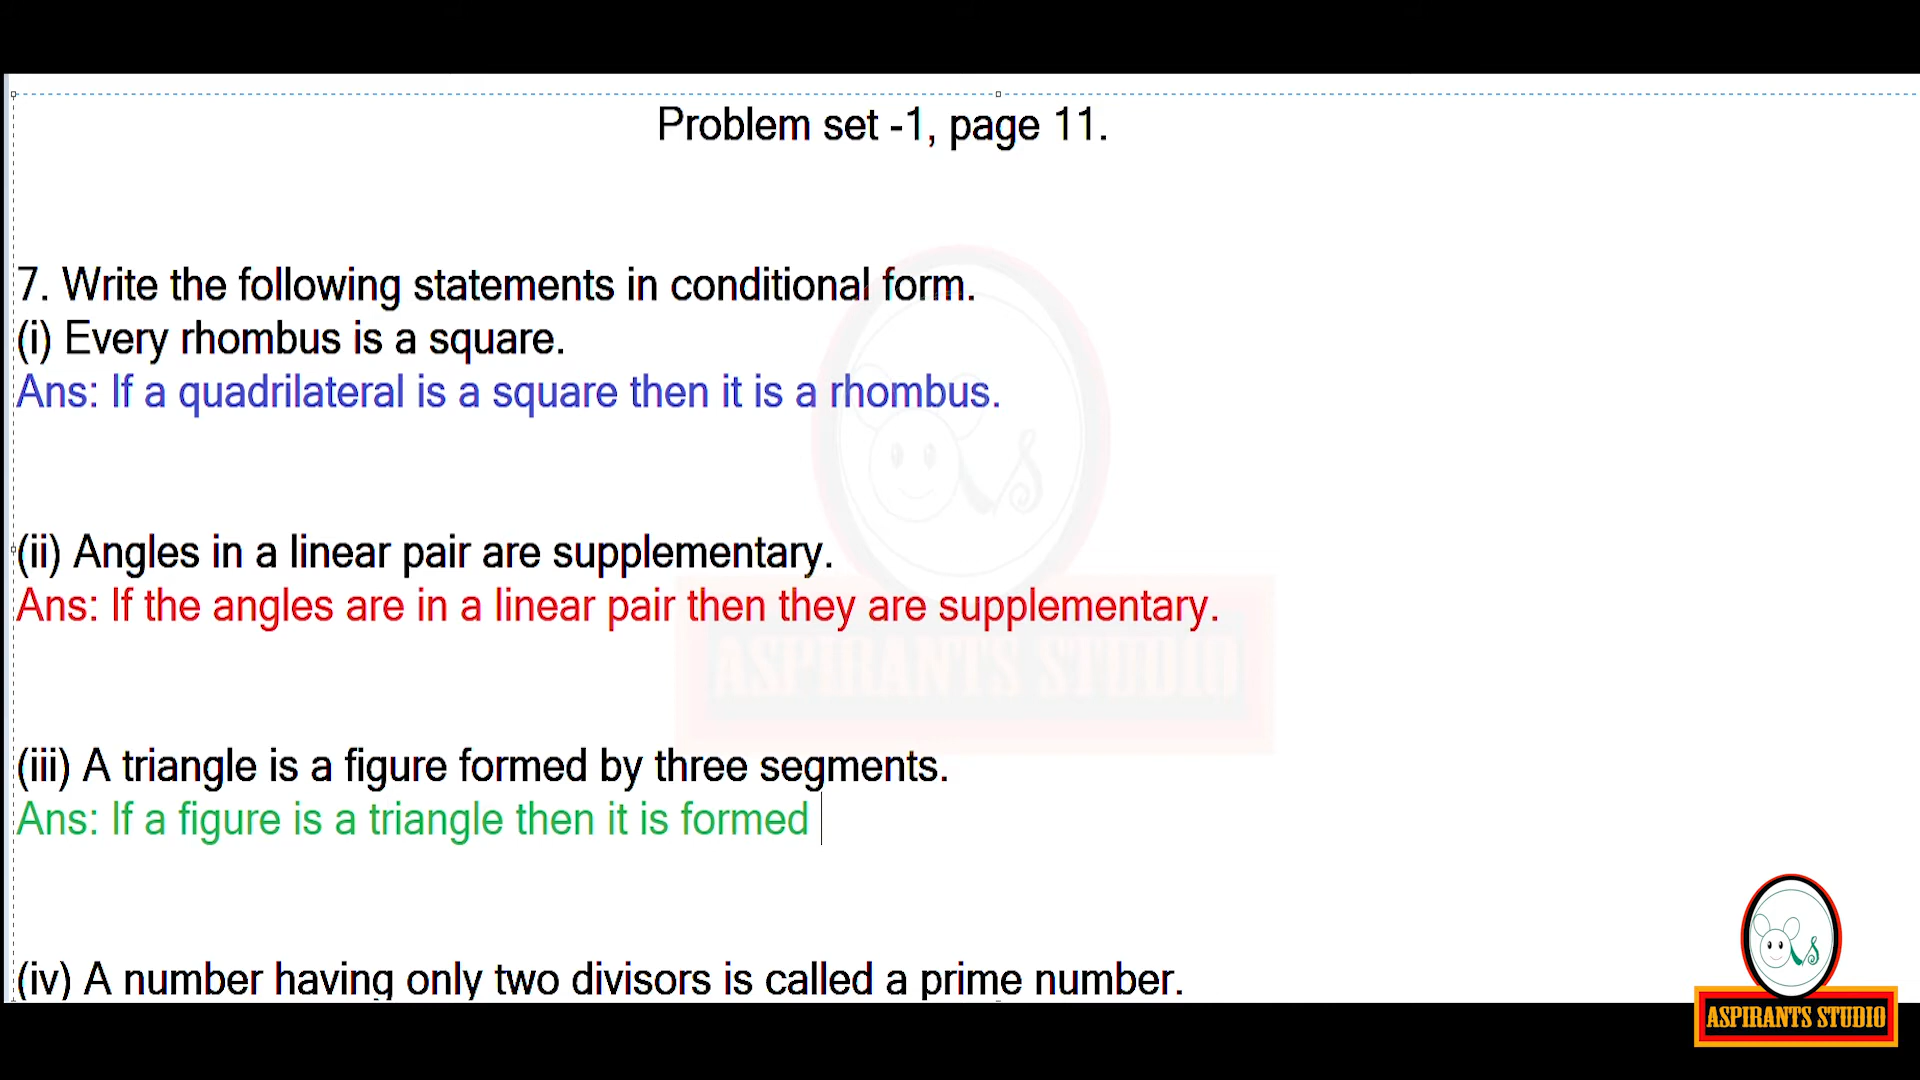 Problem set -1, page 11.
7. Write the following statements in conditional form.
(i) Every rhombus is a square.
Ans: If a quadrilateral is a square then it is a rhombus.
(ii) Angles in a linear pair are supplementary.
Ans: If the angles are in a linear pair then they are supplementary.
ASPIRANTS STUDIO
(iii) A triangle is a figure formed by three segments.
Ans: If a figure is a triangle then it is formed
(iv) A number having only two divisors is called a prime number.
ASPIRANTS STUDIO